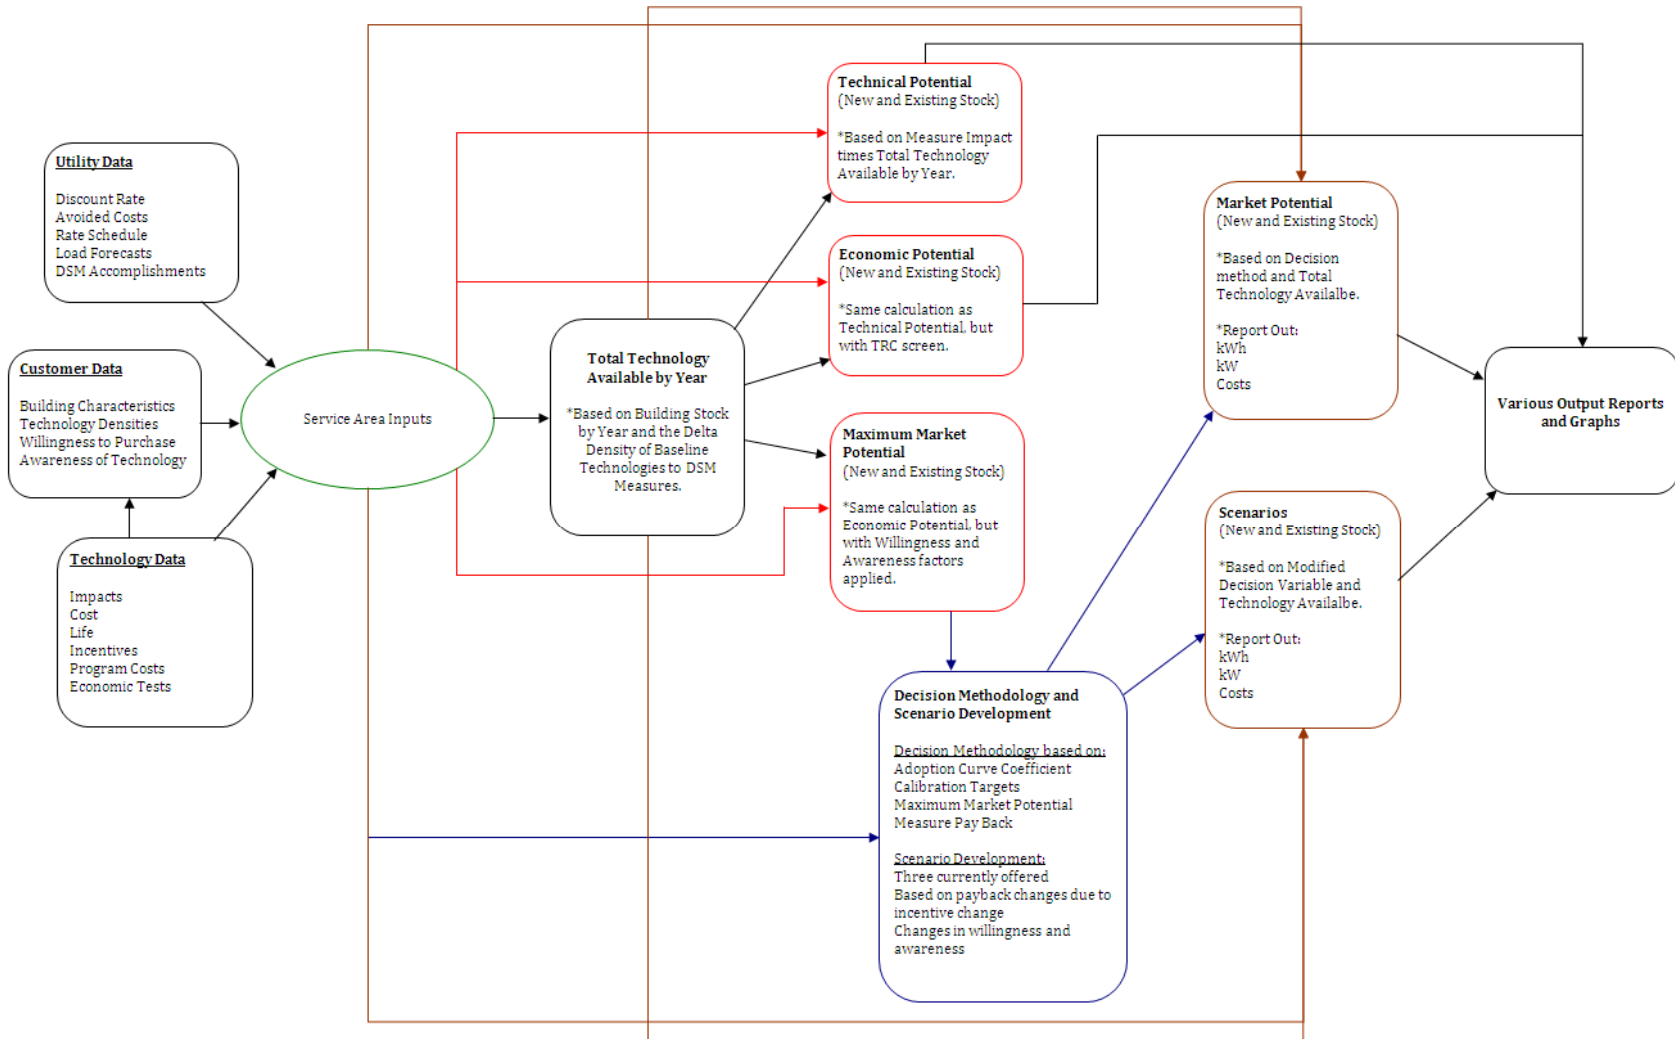 Utility Data
Discount Rate
Avoided Costs
Rate Schedule
Load Forecasts
DSM Accomplishments
Customer Data
Building Characteristics
Technology Densities
Willingness to Purchase
Awareness of Technology
Technology Data
Impacts
Cost
Life
Incentives
Program Costs
Economic Tests
Service Area Inputs
Total Technology
Available by Year
*Based on Building Stock
by Year and the Delta
Density of Baseline
Technologies to DSM
Measures.
Technical Potential
(New and Existing Stock)
*Based on Measure Impact
times Total Technology
Available by Year.
Economic Potential
(New and Existing Stock)
*Same calculation as
Technical Potential, but
with TRC screen.
Maximum Market
Potential
(New and Existing Stock)
*Same calculation as
Economic Potential, but
with Willingness and
Awareness factors
applied.
Decision Methodology and
Scenario Development
Decision Methodology based on:
Adoption Curve Coefficient
Calibration Targets
Maximum Market Potential
Measure Pay Back
Scenario Development:
Three currently offered
Based on payback changes due to
incentive change
Changes in willingness and
awareness
Market Potential
(New and Existing Stock)
*Based on Decision
method and Total
Technology Availalbe.
*Report Out:
kWh
kW
Costs
Scenarios
(New and Existing Stock)
*Based on Modified
Decision Variable and
Technology Availalbe.
*Report Out:
kWh
kW
Costs
Various Output Reports
and Graphs